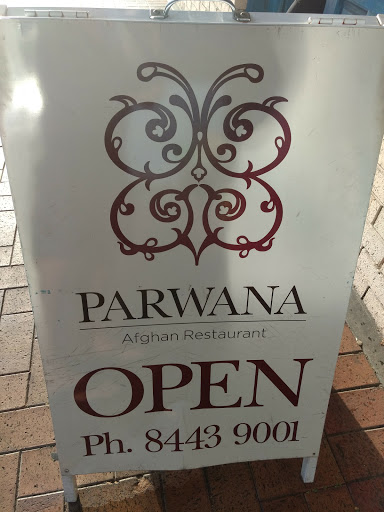 PARWANA
Afghan Restaurant
OPEN
Ph. 8443 9001